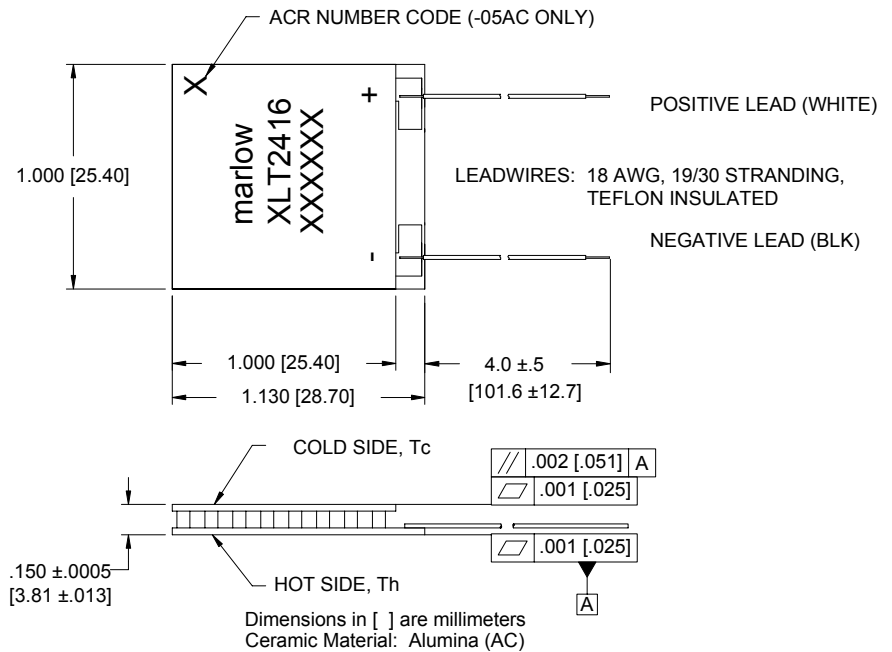 ACR NUMBER CODE (-05AC ONLY)
X
+
marlow
XLT2416
XXXXXX
-
1.000 [25.40]
POSITIVE LEAD (WHITE)
LEADWIRES: 18 AWG, 19/30 STRANDING,
TEFLON INSULATED
NEGATIVE LEAD (BLK)
1.000 [25.40]
4.0 ±.5
[101.6 ±12.7]
1.130 [28.70]
COLD SIDE, Tc
// .002 [.051] A
.001 [.025]
.150 ±.0005
[3.81 ±.013]
.001 [.025]
A
HOT SIDE, Th
Dimensions in [ ] are millimeters
Ceramic Material: Alumina (AC)